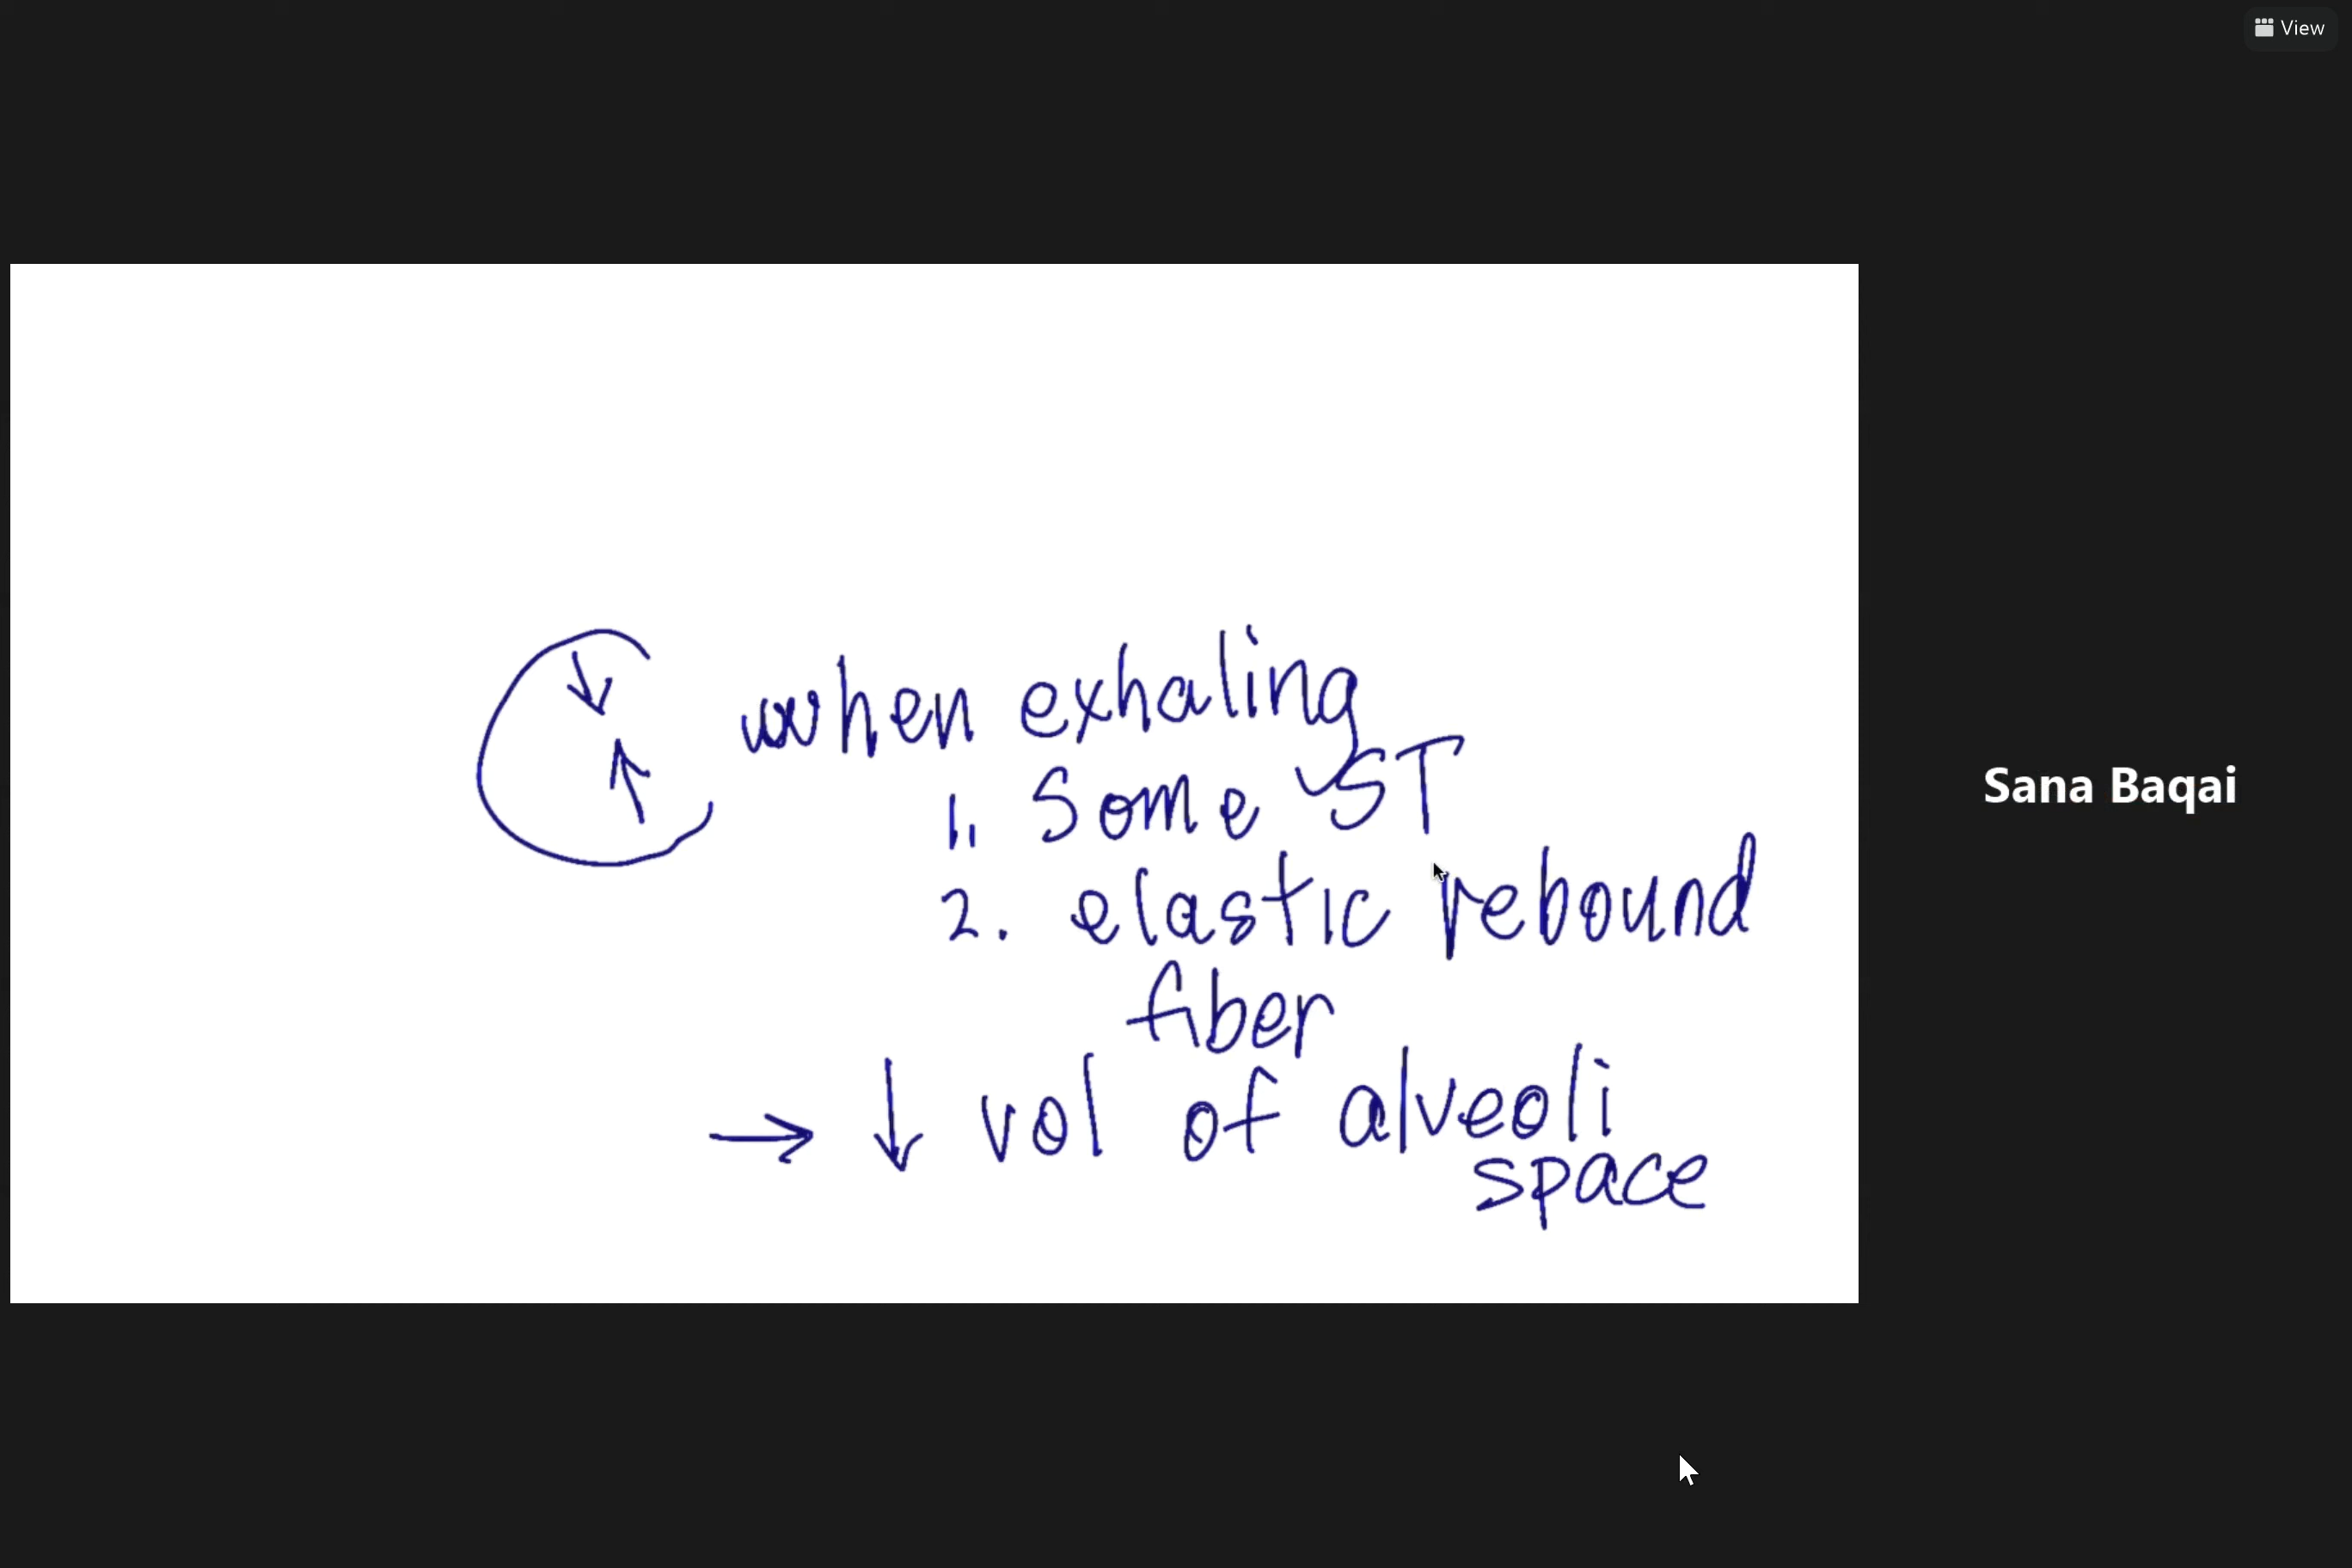 View
when exhaling
1. Some ST
2. elastic rebound
fiber
→ ↓ vol of alveoli
space
Sana Baqai